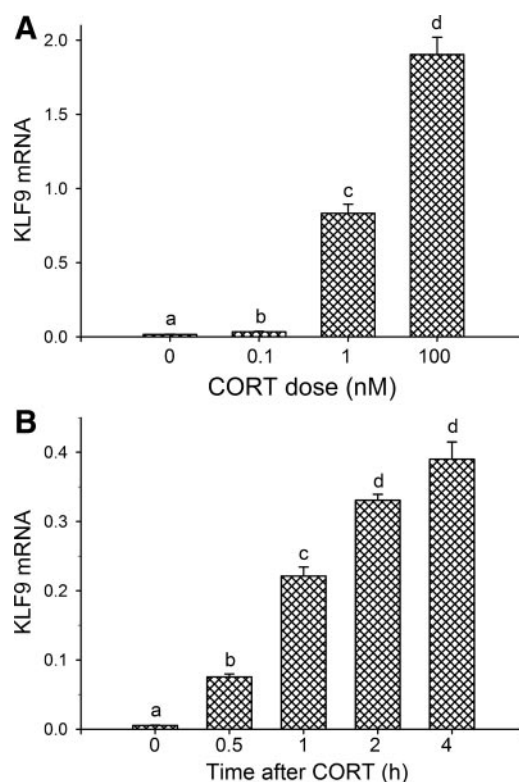 A
KLF9 mRNA
2.0
1.5
1.0
0.5
0.0
a
b
c
d
0 0.1 1 100
CORT dose (nM)
B
KLF9 mRNA
0.4
0.3
0.2
0.1
0.0
a
b
c
d
d
0 0.5 1 2 4
Time after CORT (h)